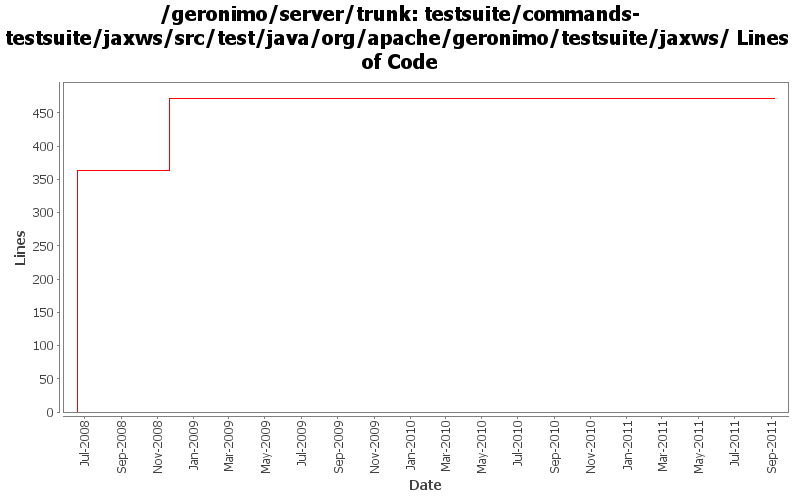 /geronimo/server/trunk: testsuite/commands-
testsuite/jaxws/src/test/java/org/apache/geronimo/testsuite/jaxws/ Lines
of Code
Lines
450
400
350
300
250
200
150
100
50
0
Jul-2008
Sep-2008
Nov-2008
Jan-2009
Mar-2009
May-2009
Jul-2009
Sep-2009
Nov-2009
Jan-2010
Mar-2010
May-2010
Jul-2010
Sep-2010
Nov-2010
Jan-2011
Mar-2011
May-2011
Jul-2011
Sep-2011
Date